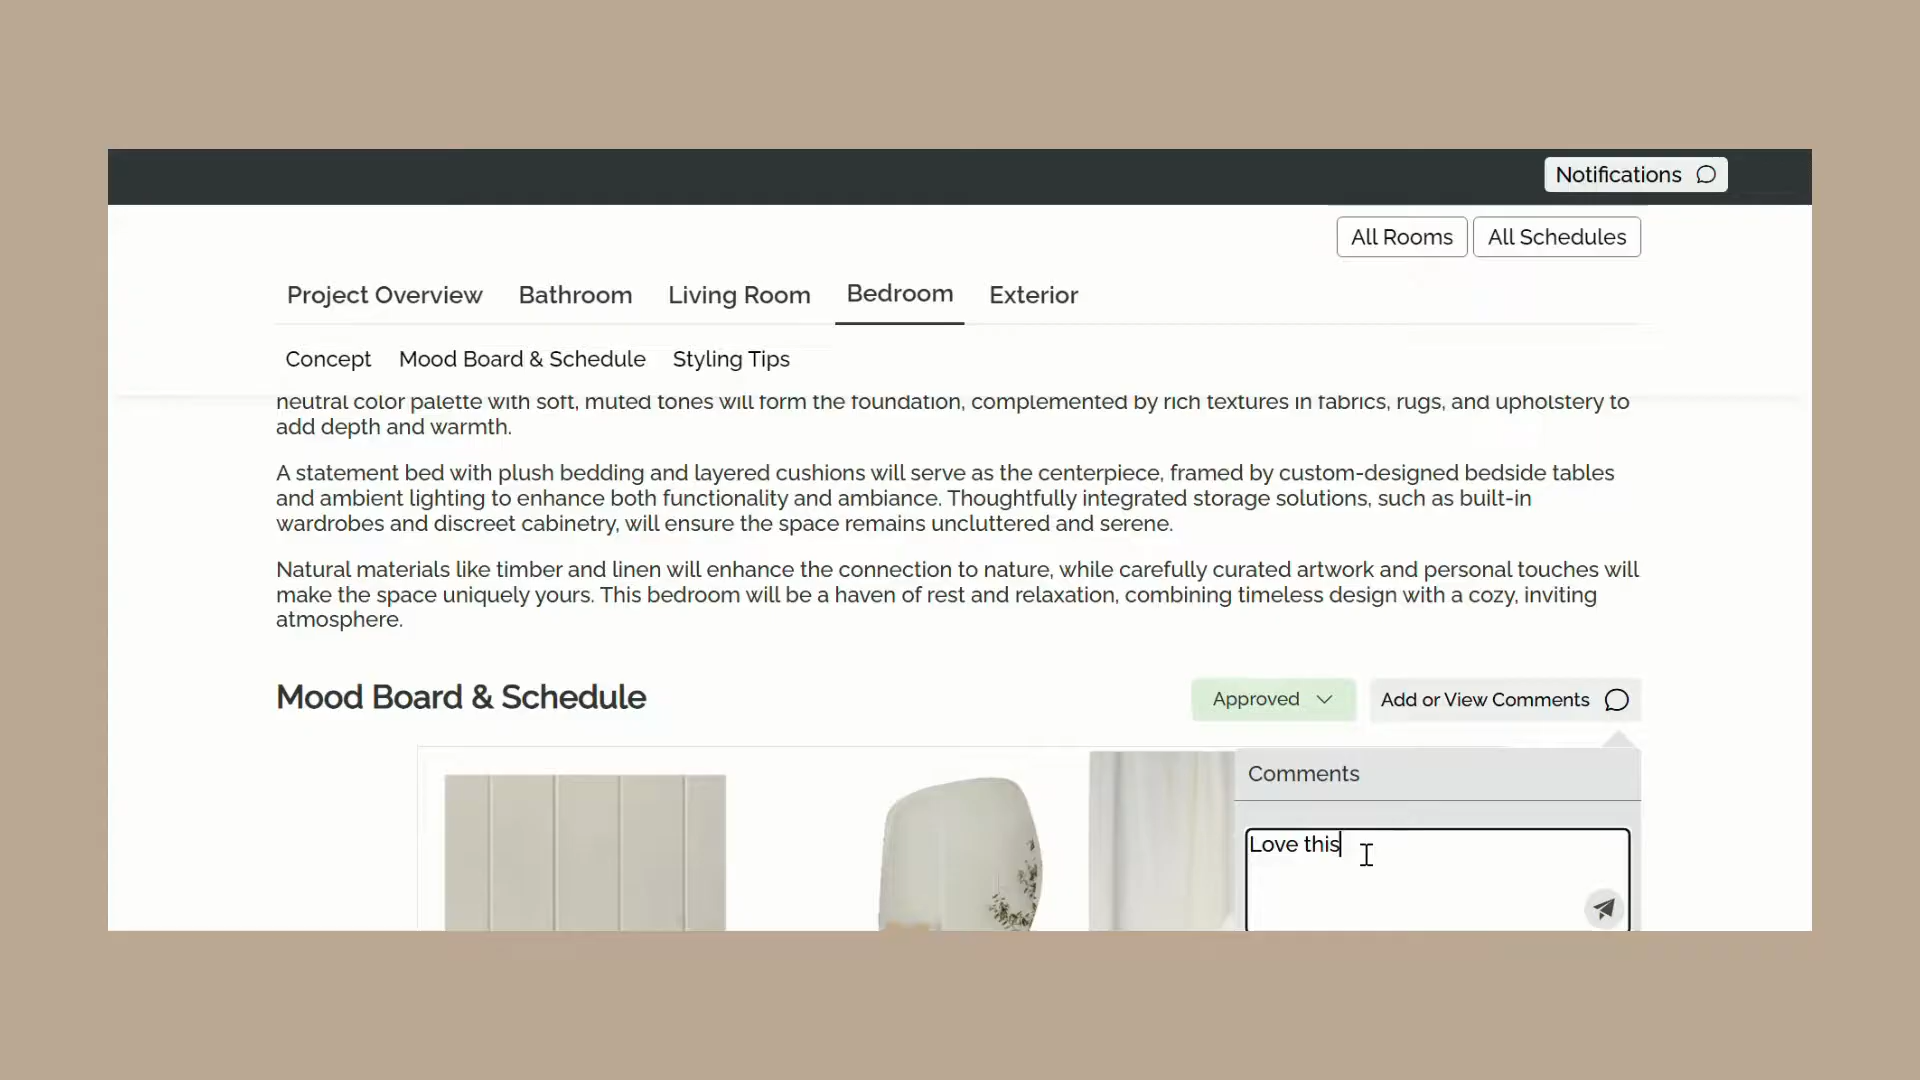 Notifications
All Rooms
All Schedules
Project Overview
Bathroom
Living Room
Bedroom
Exterior
Concept
Mood Board & Schedule
Styling Tips
neutral color palette with soft, muted tones will form the foundation, complemented by rich textures in fabrics, rugs, and upholstery to
add depth and warmth.
A statement bed with plush bedding and layered cushions will serve as the centerpiece, framed by custom-designed bedside tables
and ambient lighting to enhance both functionality and ambiance. Thoughtfully integrated storage solutions, such as built-in
wardrobes and discreet cabinetry, will ensure the space remains uncluttered and serene.
Natural materials like timber and linen will enhance the connection to nature, while carefully curated artwork and personal touches will
make the space uniquely yours. This bedroom will be a haven of rest and relaxation, combining timeless design with a cozy, inviting
atmosphere.
Mood Board & Schedule
Approved
Add or View Comments
Comments
Love this